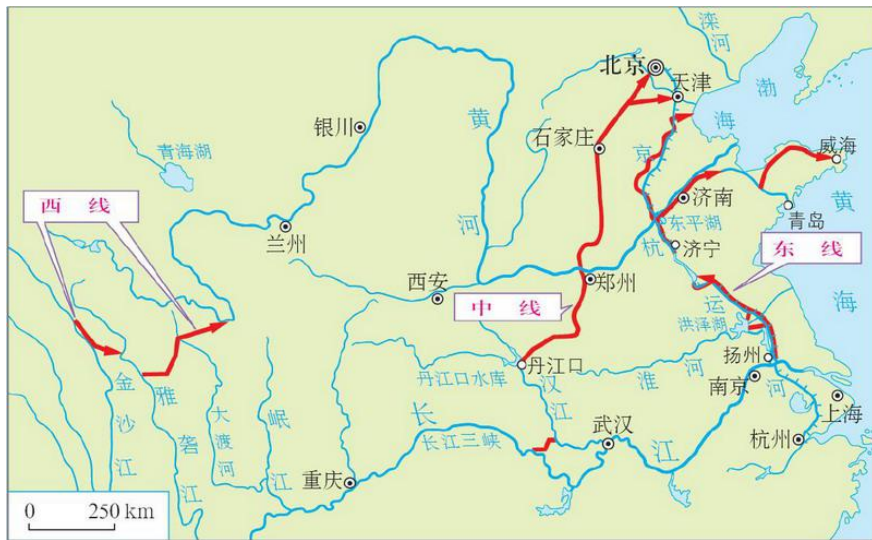 滦河
北京
天津
渤海
黄河
银川
石家庄
京杭运河
威海
青海湖
济南
西线
青岛
黄海
兰州
东平湖
济宁
东线
西安
郑州
中线
洪泽湖
扬州
丹江口
丹江口水库
汉江
淮河
南京
金沙江
雅砻江
大渡河
岷江
长江
长江三峡
武汉
上海
杭州
重庆
0 250 km